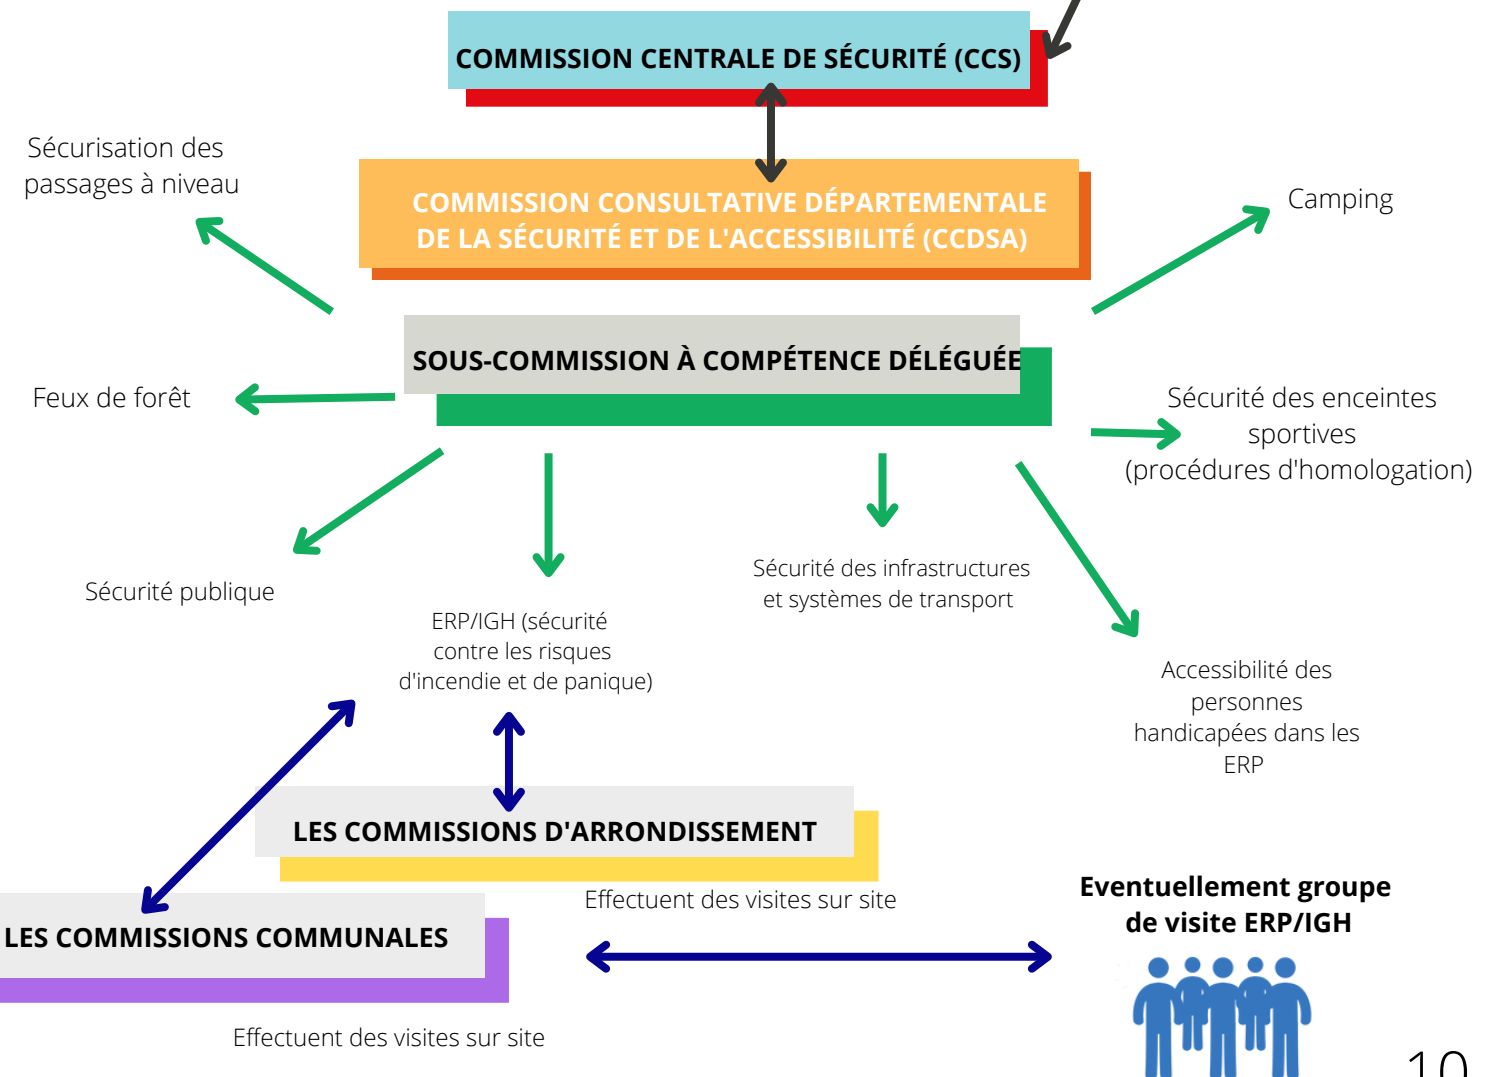 COMMISSION CENTRALE DE SÉCURITÉ (CCS)
Sécurisation des
passages à niveau
COMMISSION CONSULTATIVE DÉPARTEMENTALE
DE LA SÉCURITÉ ET DE L'ACCESSIBILITÉ (CCDSA)
Camping
SOUS-COMMISSION À COMPÉTENCE DÉLÉGUÉE
Feux de forêt
Sécurité des enceintes
sportives
(procédures d'homologation)
Sécurité publique
ERP/IGH (sécurité
contre les risques
d'incendie et de panique)
Sécurité des infrastructures
et systèmes de transport
Accessibilité des
personnes
handicapées dans les
ERP
LES COMMISSIONS D'ARRONDISSEMENT
Effectuent des visites sur site
LES COMMISSIONS COMMUNALES
Effectuent des visites sur site
Eventuellement groupe
de visite ERP/IGH
10